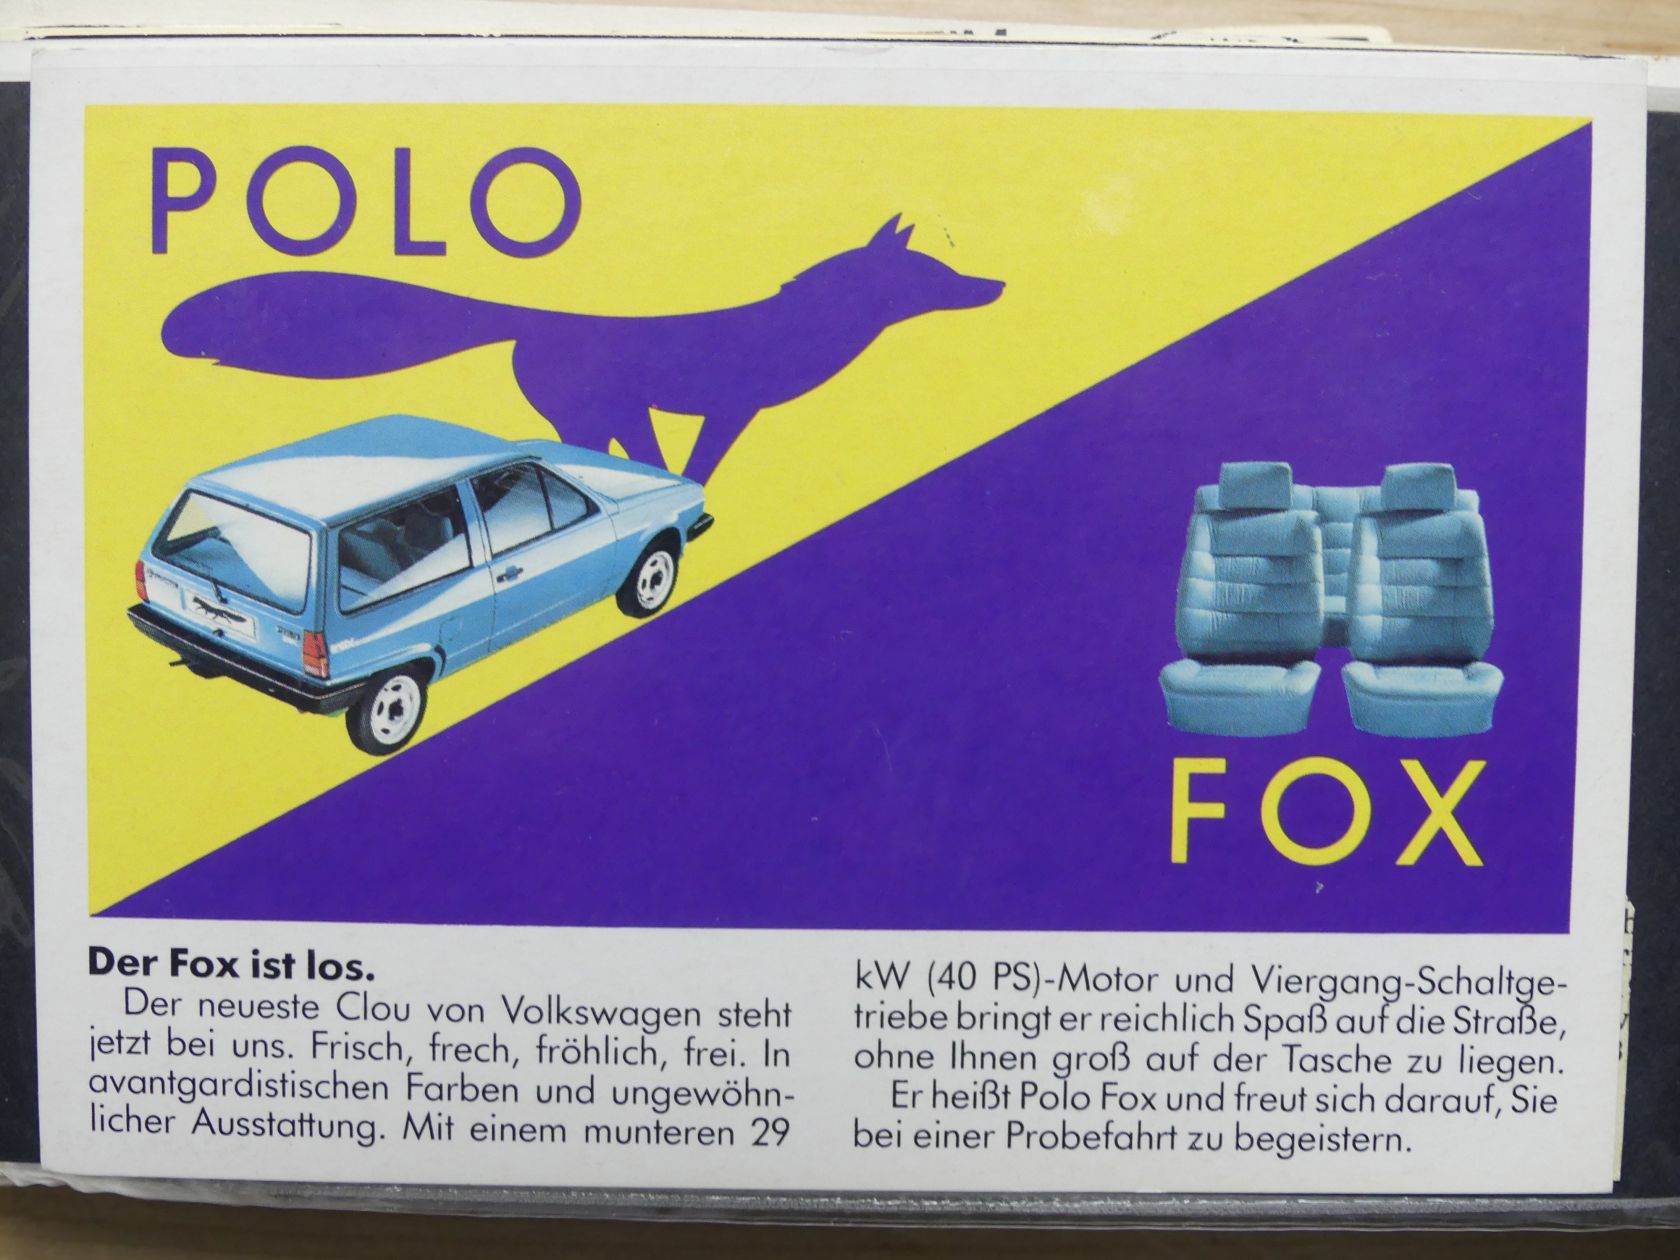 POLO
FOX
Der Fox ist los.
Der neueste Clou von Volkswagen steht
jetzt bei uns. Frisch, frech, fröhlich, frei. In
avantgardistischen Farben und ungewöhn-
licher Ausstattung. Mit einem munteren 29
kW (40 PS)-Motor und Viergang-Schaltge-
triebe bringt er reichlich Spaß auf die Straße,
ohne Ihnen groß auf der Tasche zu liegen.
Er heißt Polo Fox und freut sich darauf, Sie
bei einer Probefahrt zu begeistern.